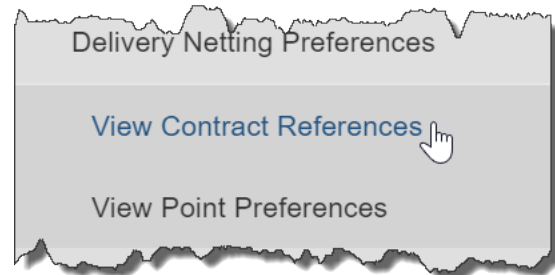 Delivery Netting Preferences
View Contract References
View Point Preferences